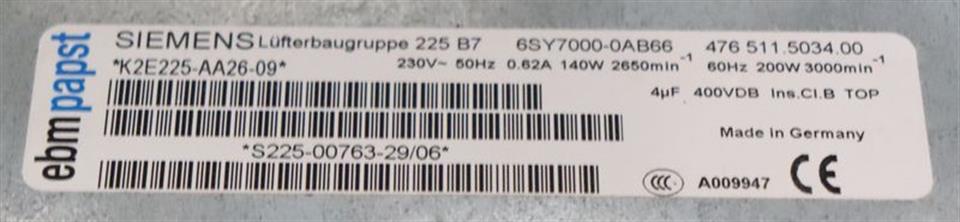 ebmpapst
SIEMENS Lüfterbaugruppe 225 B7 6SY7000-0AB66 476 511.5034.00
*K2E225-AA26-09* 230V~ 50Hz 0.62A 140W 2650min⁻¹ 60Hz 200W 3000min⁻¹
4µF 400VDB Ins.Cl.B TOP
Made in Germany
*S225-00763-29/06*
CCC A009947 CE